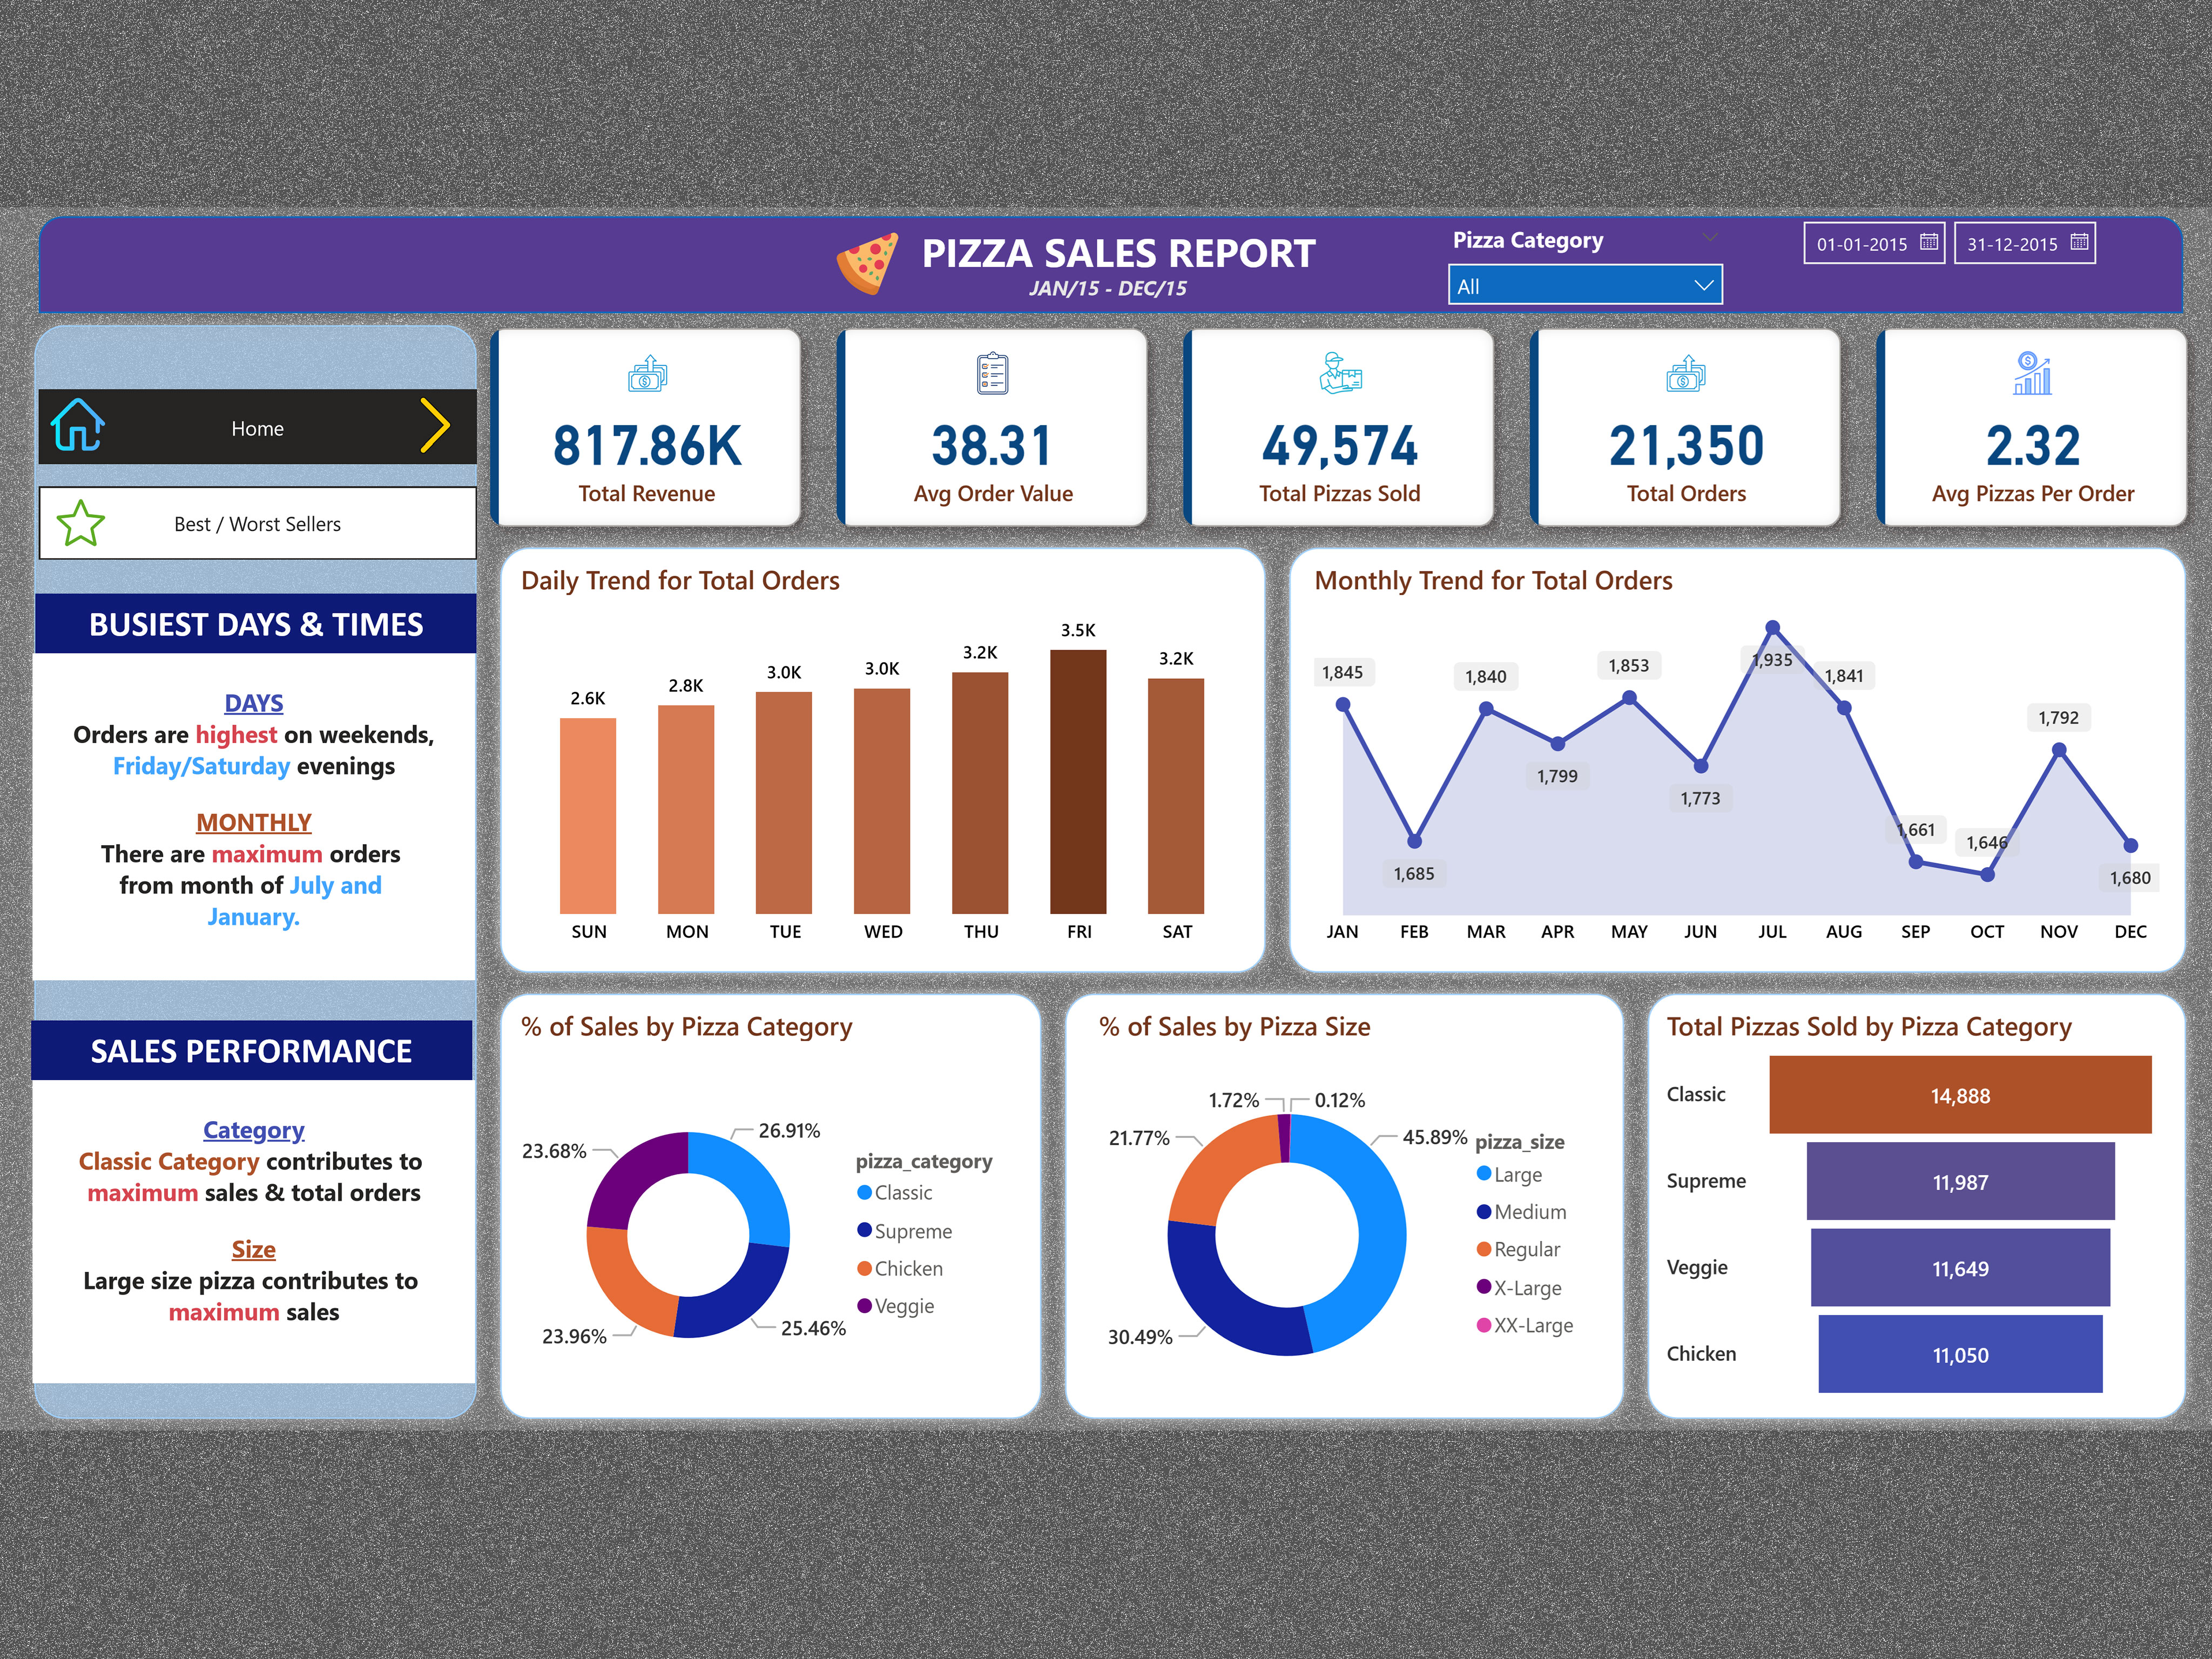 PIZZA SALES REPORT
JAN/15 - DEC/15
Pizza Category
All
01-01-2015
31-12-2015
Home
Best / Worst Sellers
BUSIEST DAYS & TIMES
DAYS
Orders are highest on weekends,
Friday/Saturday evenings
MONTHLY
There are maximum orders
from month of July and
January.
SALES PERFORMANCE
Category
Classic Category contributes to
maximum sales & total orders
Size
Large size pizza contributes to
maximum sales
817.86K
Total Revenue
38.31
Avg Order Value
49,574
Total Pizzas Sold
21,350
Total Orders
2.32
Avg Pizzas Per Order
Daily Trend for Total Orders
2.6K
2.8K
3.0K
3.0K
3.2K
3.5K
3.2K
SUN MON TUE WED THU FRI SAT
Monthly Trend for Total Orders
1,845
1,685
1,840
1,799
1,853
1,773
1,935
1,841
1,661
1,646
1,792
1,680
JAN FEB MAR APR MAY JUN JUL AUG SEP OCT NOV DEC
% of Sales by Pizza Category
26.91%
25.46%
23.96%
23.68%
pizza_category
Classic
Supreme
Chicken
Veggie
% of Sales by Pizza Size
1.72%
0.12%
21.77%
45.89%
30.49%
pizza_size
Large
Medium
Regular
X-Large
XX-Large
Total Pizzas Sold by Pizza Category
Classic 14,888
Supreme 11,987
Veggie 11,649
Chicken 11,050